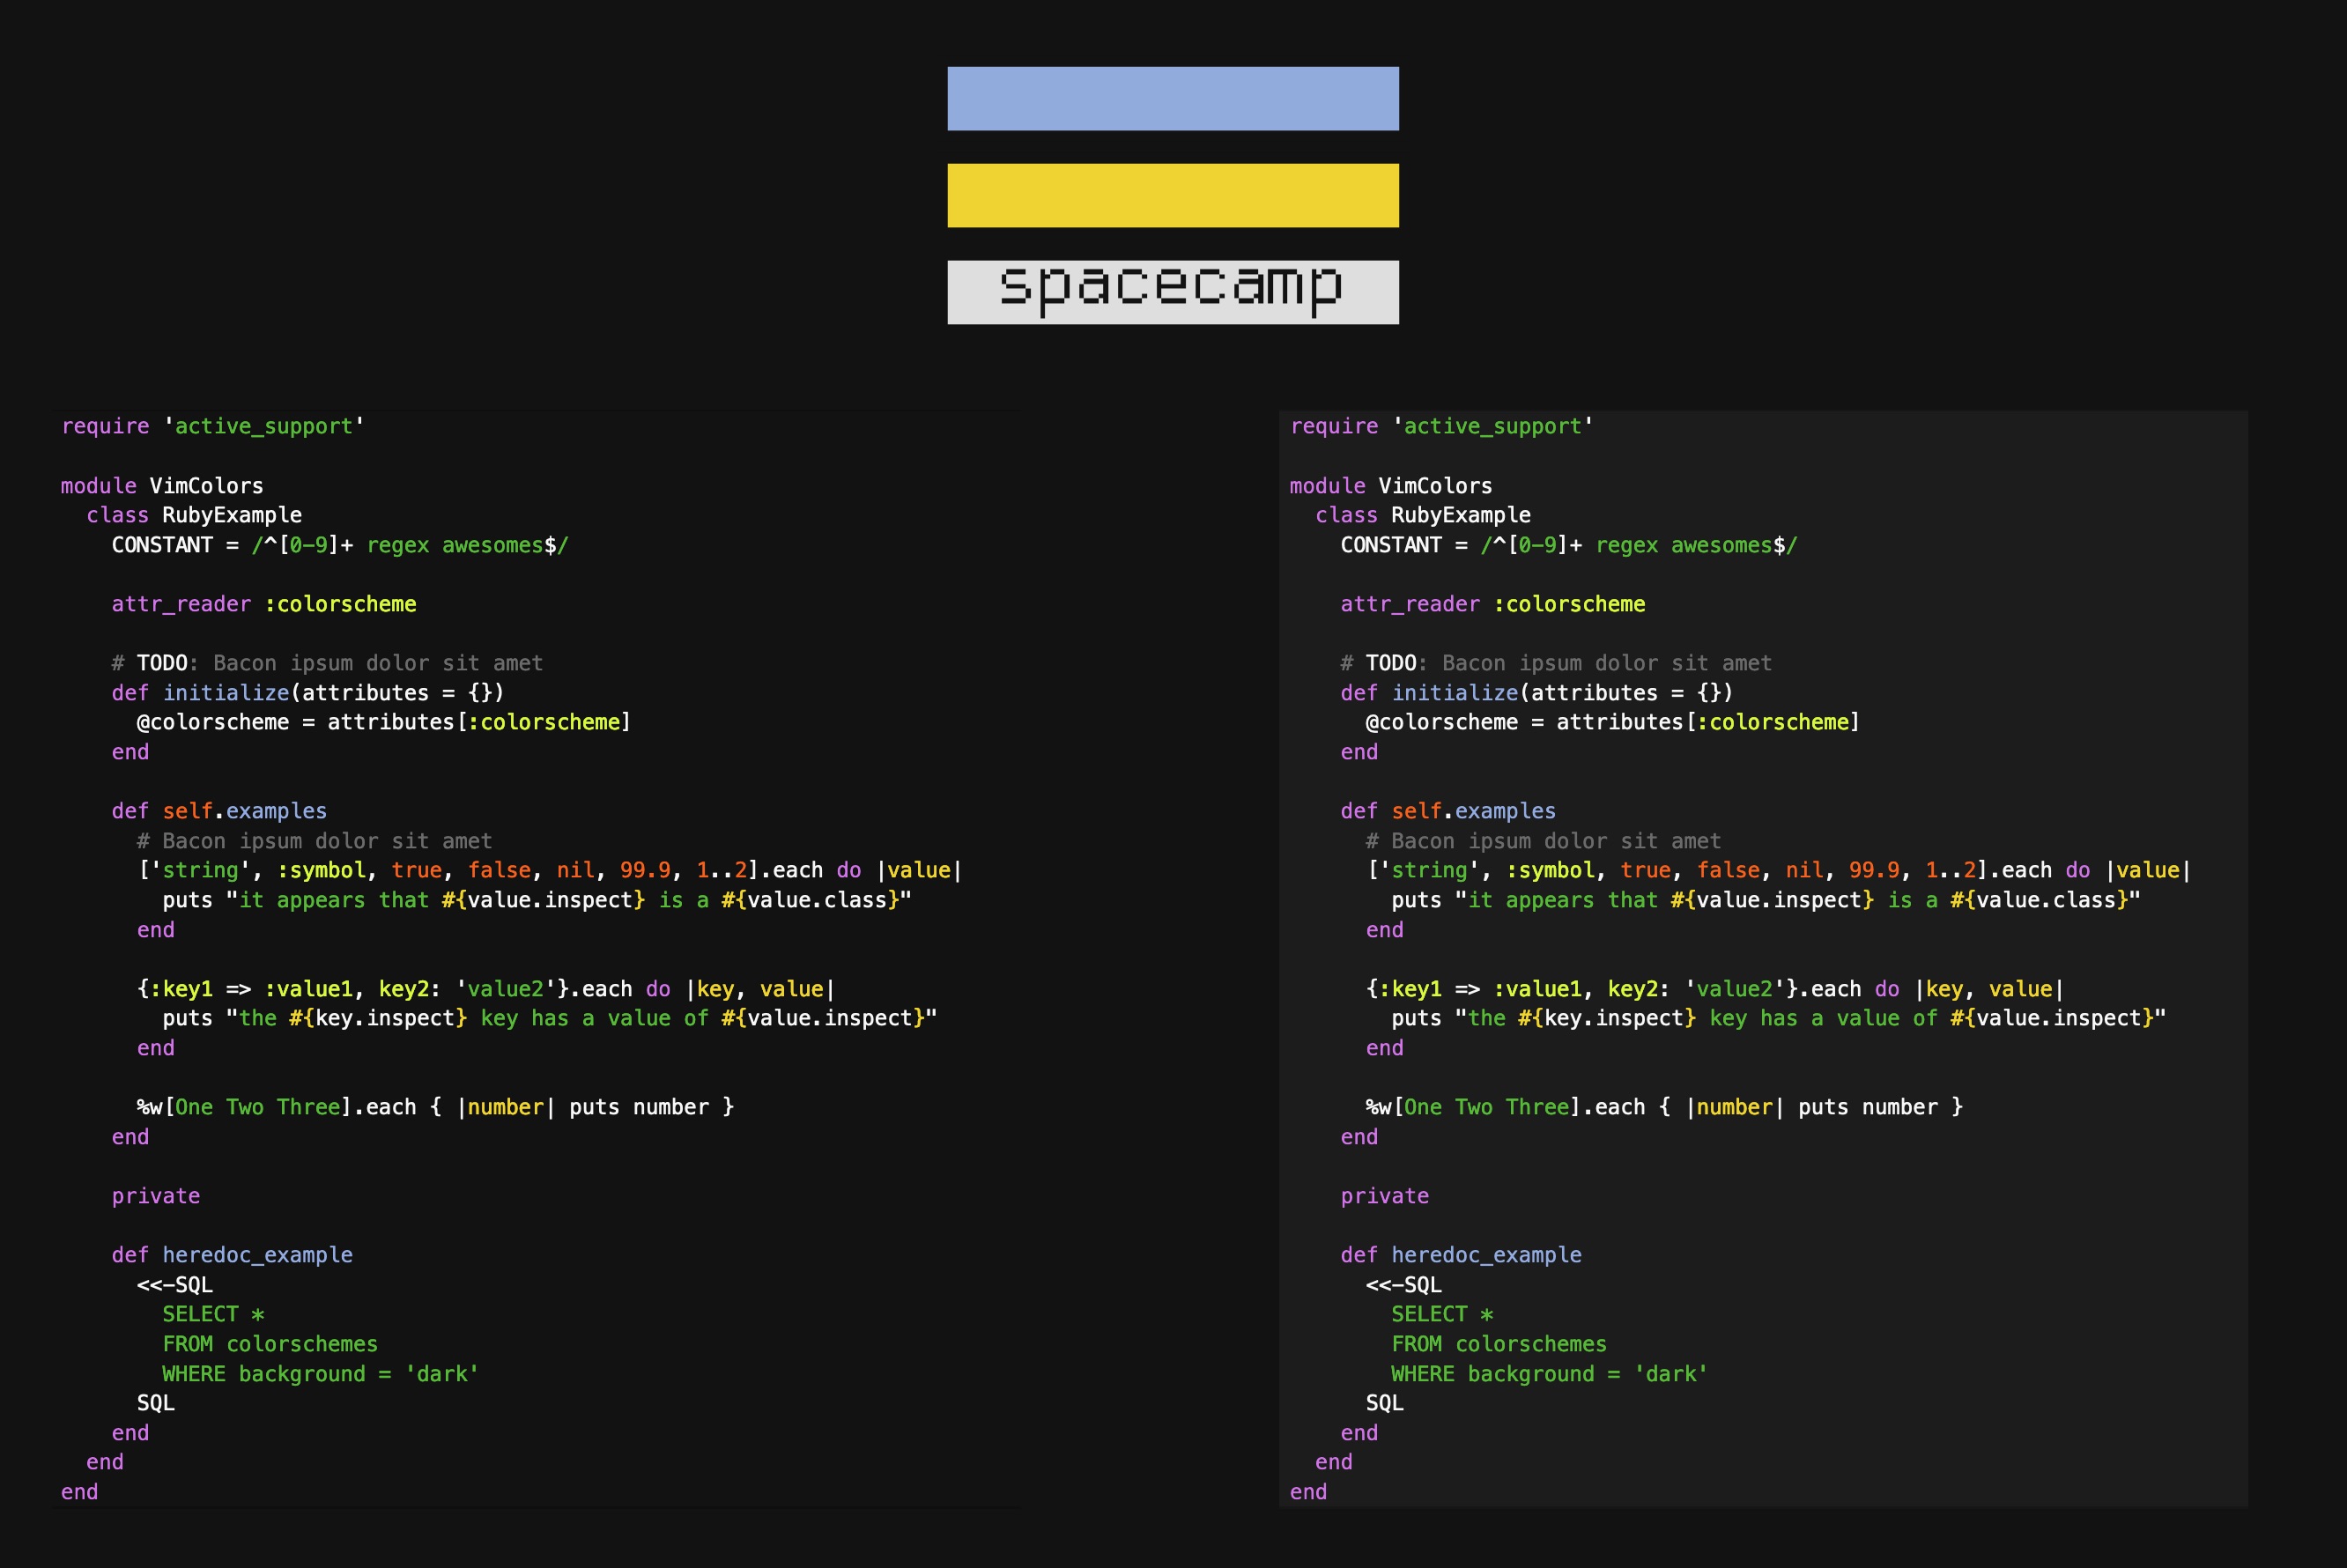 spacecamp
require 'active_support'
module VimColors
class RubyExample
CONSTANT = /^[0-9]+ regex awesomes$/
attr_reader :colorscheme
# TODO: Bacon ipsum dolor sit amet
def initialize(attributes = {})
@colorscheme = attributes[:colorscheme]
end
def self.examples
# Bacon ipsum dolor sit amet
['string', :symbol, true, false, nil, 99.9, 1..2].each do |value|
puts "it appears that #{value.inspect} is a #{value.class}"
end
{:key1 => :value1, key2: 'value2'}.each do |key, value|
puts "the #{key.inspect} key has a value of #{value.inspect}"
end
%w[One Two Three].each { |number| puts number }
end
private
def heredoc_example
<<-SQL
SELECT *
FROM colorschemes
WHERE background = 'dark'
SQL
end
end
end
require 'active_support'
module VimColors
class RubyExample
CONSTANT = /^[0-9]+ regex awesomes$/
attr_reader :colorscheme
# TODO: Bacon ipsum dolor sit amet
def initialize(attributes = {})
@colorscheme = attributes[:colorscheme]
end
def self.examples
# Bacon ipsum dolor sit amet
['string', :symbol, true, false, nil, 99.9, 1..2].each do |value|
puts "it appears that #{value.inspect} is a #{value.class}"
end
{:key1 => :value1, key2: 'value2'}.each do |key, value|
puts "the #{key.inspect} key has a value of #{value.inspect}"
end
%w[One Two Three].each { |number| puts number }
end
private
def heredoc_example
<<-SQL
SELECT *
FROM colorschemes
WHERE background = 'dark'
SQL
end
end
end